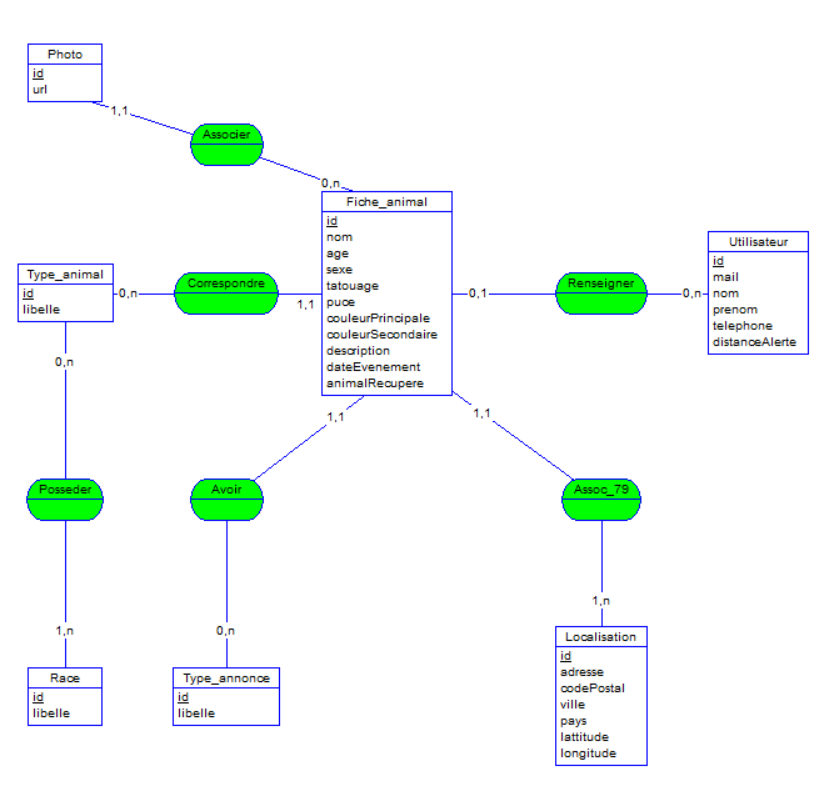 Photo
id
url
1,1
Associer
0,n
Fiche_animal
id
nom
age
sexe
tatouage
puce
couleurPrincipale
couleurSecondaire
description
dateEvenement
animalRecupere
Type_animal
id
libelle
0,n
Correspondre
1,1
0,1
Renseigner
0,n
Utilisateur
id
mail
nom
prenom
telephone
distanceAlerte
0,n
1,1
1,1
Posseder
Avoir
Assoc_79
1,n
0,n
1,n
Race
id
libelle
Type_annonce
id
libelle
Localisation
id
adresse
codePostal
ville
pays
lattitude
longitude